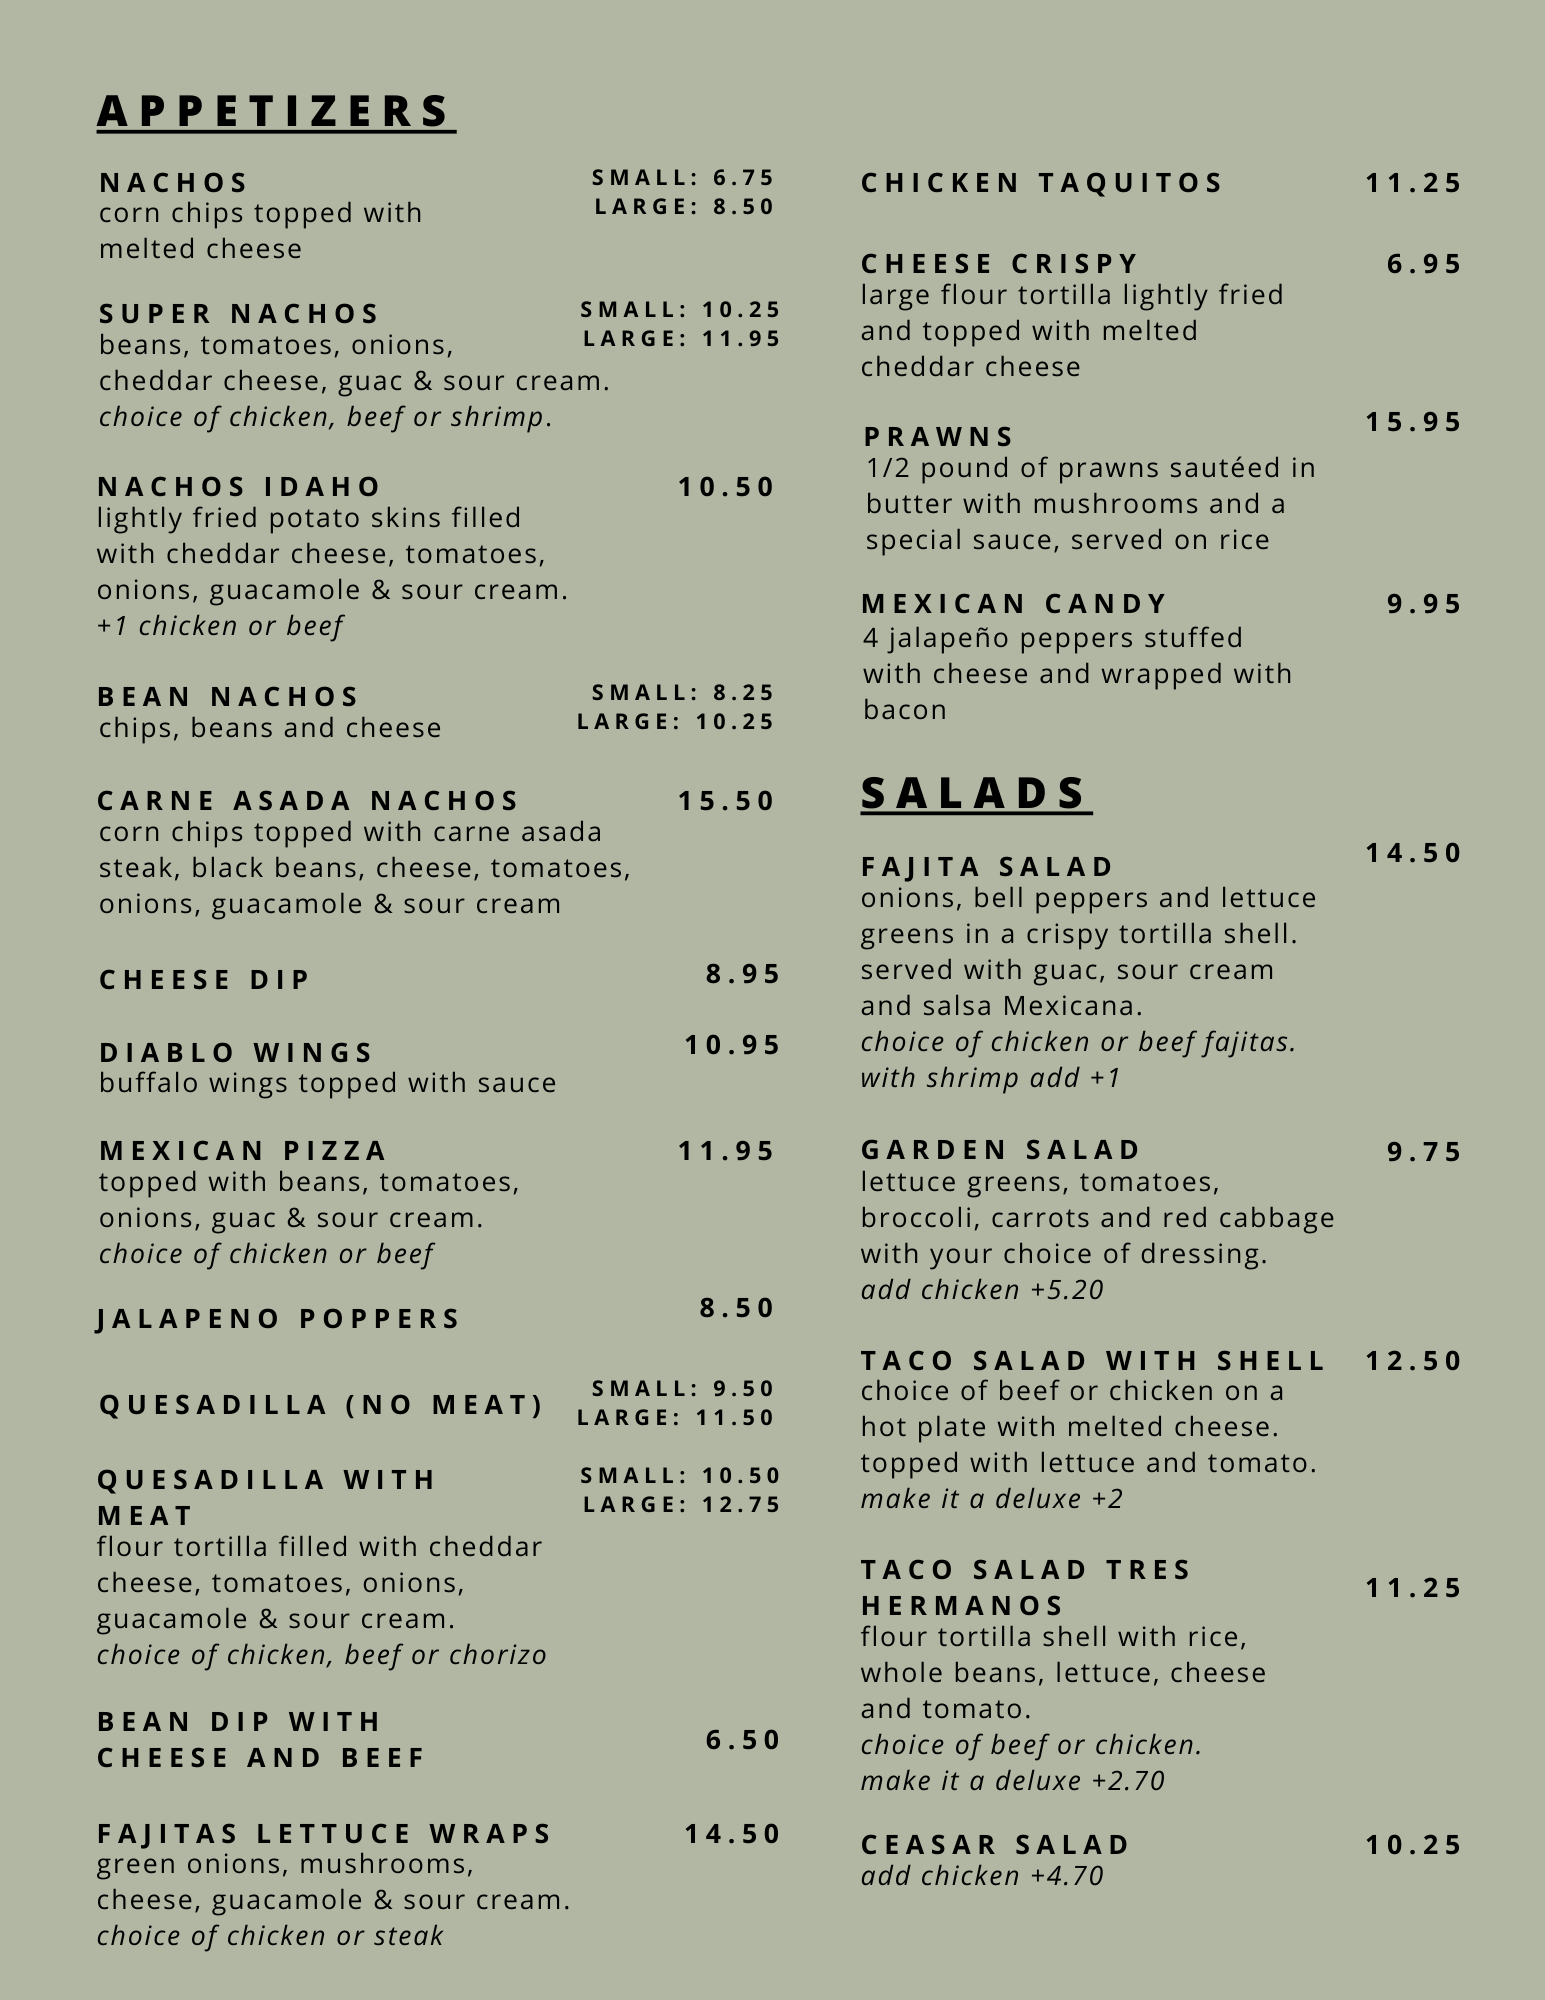 APPETIZERS
NACHOS
SMALL: 6.75
LARGE: 8.50
corn chips topped with
melted cheese
SUPER NACHOS
SMALL: 10.25
LARGE: 11.95
beans, tomatoes, onions,
cheddar cheese, guac & sour cream.
choice of chicken, beef or shrimp.
NACHOS IDAHO 10.50
lightly fried potato skins filled
with cheddar cheese, tomatoes,
onions, guacamole & sour cream.
+1 chicken or beef
BEAN NACHOS
SMALL: 8.25
LARGE: 10.25
chips, beans and cheese
CARNE ASADA NACHOS 15.50
corn chips topped with carne asada
steak, black beans, cheese, tomatoes,
onions, guacamole & sour cream
CHEESE DIP 8.95
DIABLO WINGS 10.95
buffalo wings topped with sauce
MEXICAN PIZZA 11.95
topped with beans, tomatoes,
onions, guac & sour cream.
choice of chicken or beef
JALAPENO POPPERS 8.50
QUESADILLA (NO MEAT)
SMALL: 9.50
LARGE: 11.50
QUESADILLA WITH
MEAT
SMALL: 10.50
LARGE: 12.75
flour tortilla filled with cheddar
cheese, tomatoes, onions,
guacamole & sour cream.
choice of chicken, beef or chorizo
BEAN DIP WITH
CHEESE AND BEEF
6.50
FAJITAS LETTUCE WRAPS 14.50
green onions, mushrooms,
cheese, guacamole & sour cream.
choice of chicken or steak
CHICKEN TAQUITOS 11.25
CHEESE CRISPY 6.95
large flour tortilla lightly fried
and topped with melted
cheddar cheese
PRAWNS 15.95
1/2 pound of prawns sautéed in
butter with mushrooms and a
special sauce, served on rice
MEXICAN CANDY 9.95
4 jalapeño peppers stuffed
with cheese and wrapped with
bacon
SALADS
FAJITA SALAD 14.50
onions, bell peppers and lettuce
greens in a crispy tortilla shell.
served with guac, sour cream
and salsa Mexicana.
choice of chicken or beef fajitas.
with shrimp add +1
GARDEN SALAD 9.75
lettuce greens, tomatoes,
broccoli, carrots and red cabbage
with your choice of dressing.
add chicken +5.20
TACO SALAD WITH SHELL 12.50
choice of beef or chicken on a
hot plate with melted cheese.
topped with lettuce and tomato.
make it a deluxe +2
TACO SALAD TRES
HERMANOS
11.25
flour tortilla shell with rice,
whole beans, lettuce, cheese
and tomato.
choice of beef or chicken.
make it a deluxe +2.70
CEASAR SALAD 10.25
add chicken +4.70